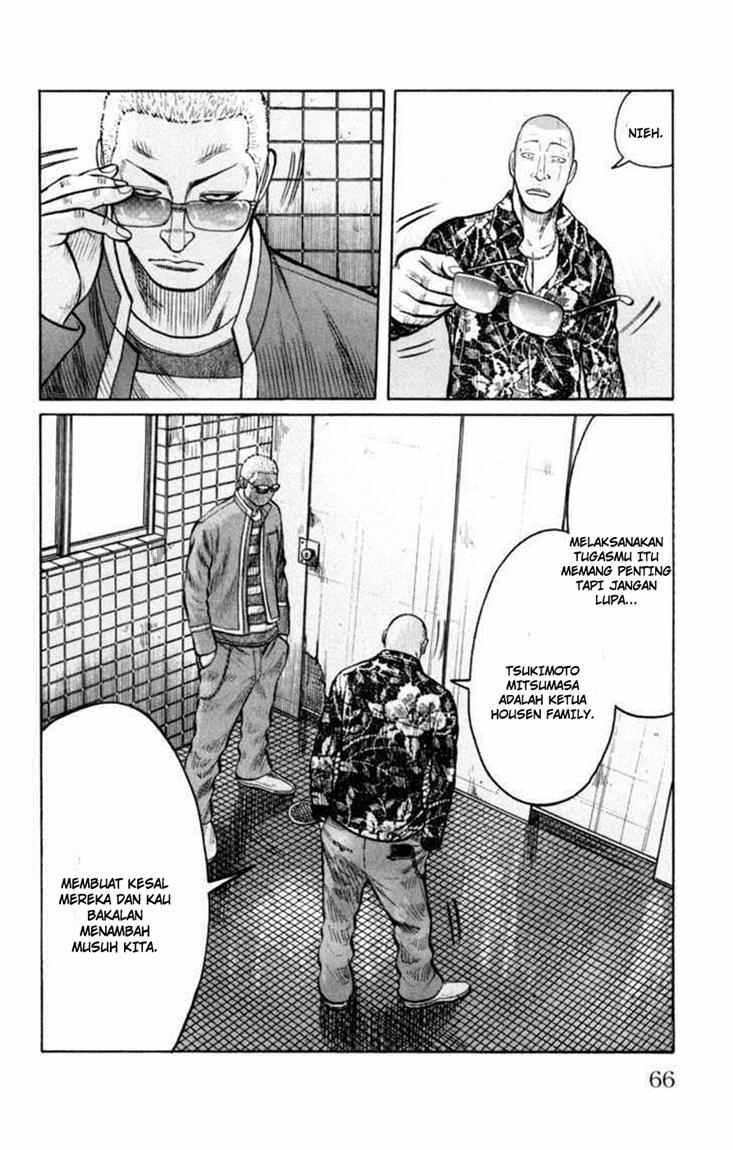 NIEH.
MELAKSANAKAN
TUGASMU ITU
MEMANG PENTING
TAPI JANGAN
LUPA...
TSUKIMOTO
MITSUMASA
ADALAH KETUA
HOUSEN FAMILY.
MEMBUAT KESAL
MEREKA DAN KAU
BAKALAN
MENAMBAH
MUSUH KITA.
66